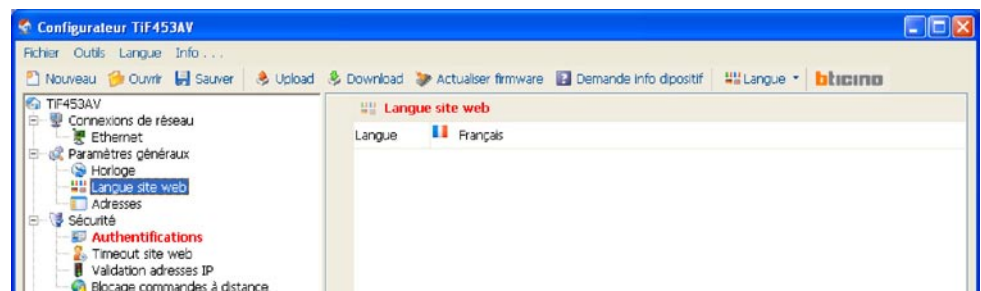 Configurateur TiF453AV
Fichier Outils Langue Info . . .
Nouveau Ouvrir Sauver Upload Download Actualiser firmware Demande info dipositif Langue bticino
TiF453AV
Connexions de réseau
Ethernet
Paramètres généraux
Horloge
Langue site web
Adresses
Sécurité
Authentifications
Timeout site web
Validation adresses IP
Blocage commandes à distance
Langue site web
Langue Français